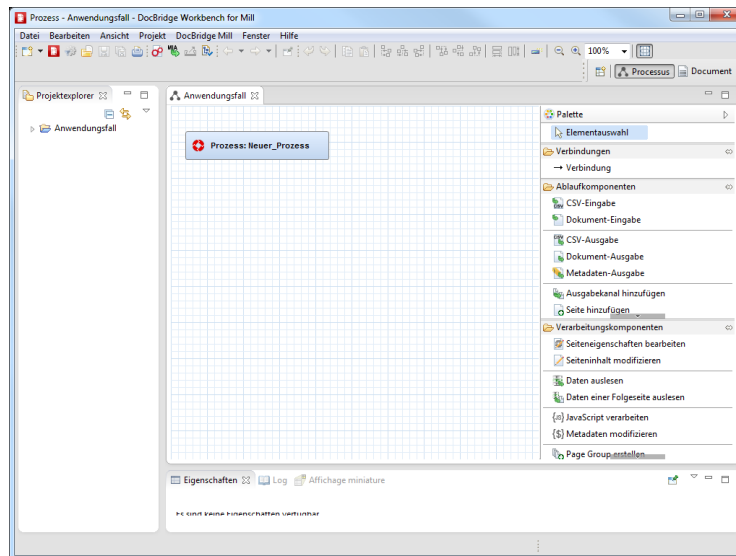 Prozess - Anwendungsfall - DocBridge Workbench for Mill
Datei Bearbeiten Ansicht Projekt DocBridge Mill Fenster Hilfe
100%
Processus Document
Projektexplorer
Anwendungsfall
Anwendungsfall
Prozess: Neuer_Prozess
Palette
Elementauswahl
Verbindungen
Verbindung
Ablaufkomponenten
CSV-Eingabe
Dokument-Eingabe
CSV-Ausgabe
Dokument-Ausgabe
Metadaten-Ausgabe
Ausgabekanal hinzufügen
Seite hinzufügen
Verarbeitungskomponenten
Seiteneigenschaften bearbeiten
Seiteninhalt modifizieren
Daten auslesen
Daten einer Folgeseite auslesen
JavaScript verarbeiten
Metadaten modifizieren
Page Group erstellen
Eigenschaften Log Affichage miniature
Es sind keine Eigenschaften verfügbar